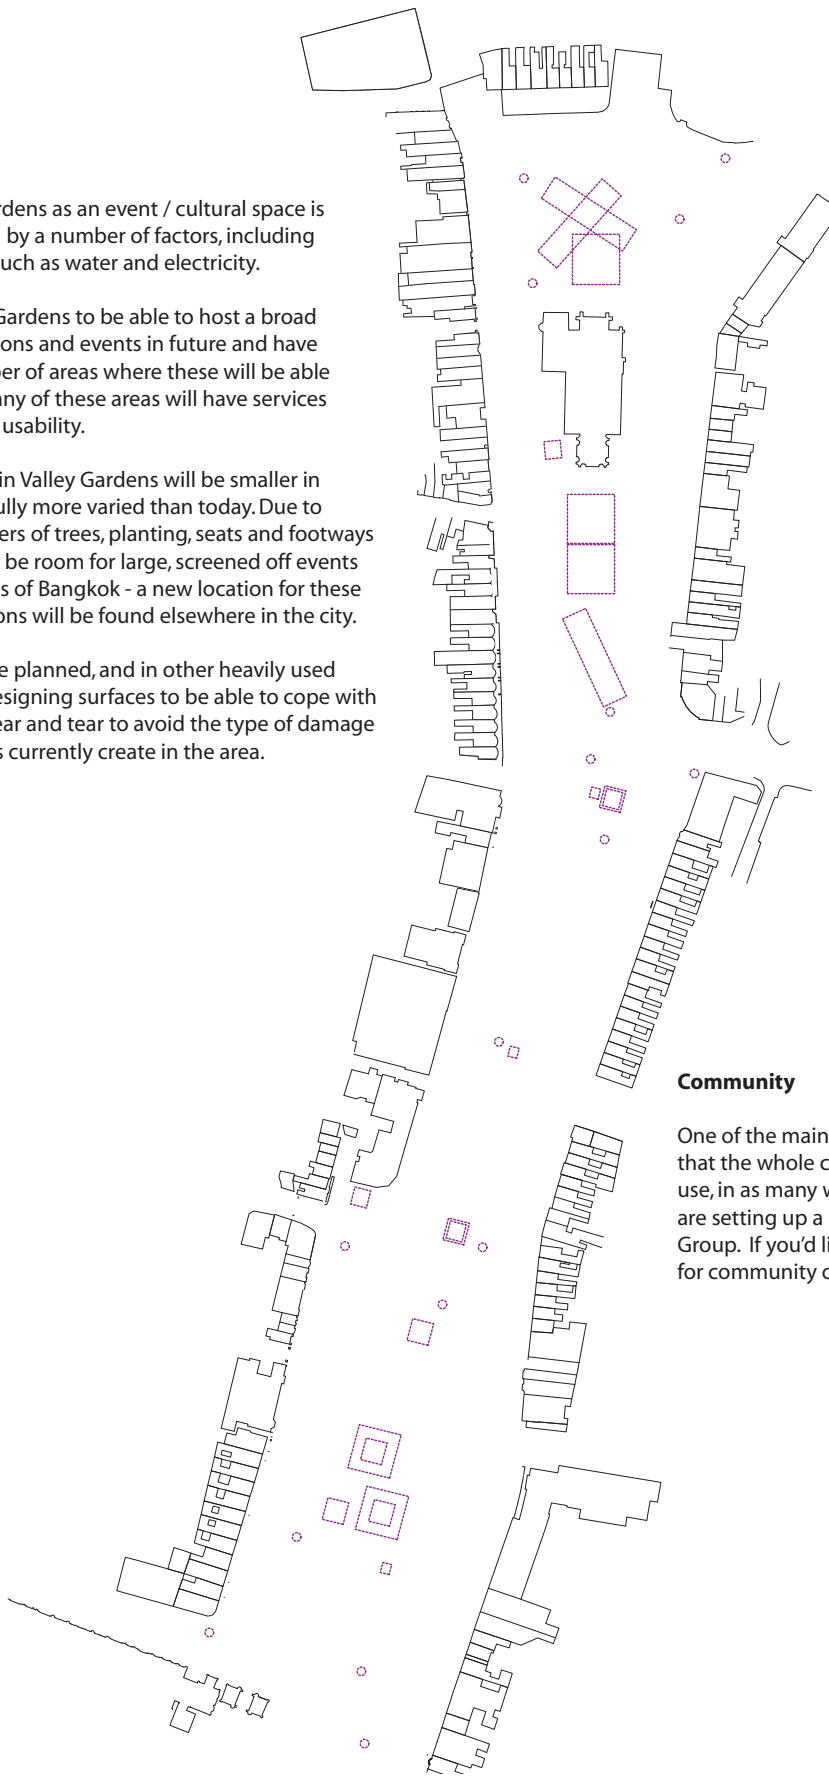 rdens as an event / cultural space is
by a number of factors, including
uch as water and electricity.
Gardens to be able to host a broad
ons and events in future and have
er of areas where these will be able
any of these areas will have services
usability.
in Valley Gardens will be smaller in
ully more varied than today. Due to
ers of trees, planting, seats and footways
be room for large, screened off events
s of Bangkok - a new location for these
ons will be found elsewhere in the city.
e planned, and in other heavily used
esigning surfaces to be able to cope with
ear and tear to avoid the type of damage
s currently create in the area.
Community
One of the main
that the whole c
use, in as many w
are setting up a
Group. If you'd li
for community o